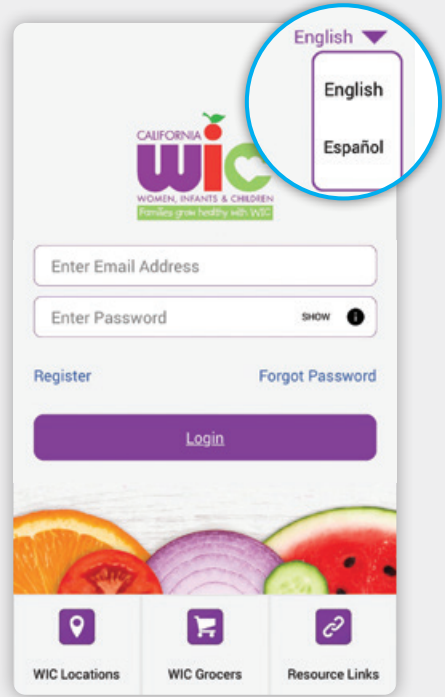 English
English
Español
CALIFORNIA
wic
WOMEN, INFANTS & CHILDREN
Families grow healthy with WIC
Enter Email Address
Enter Password SHOW
Register Forgot Password
Login
WIC Locations WIC Grocers Resource Links